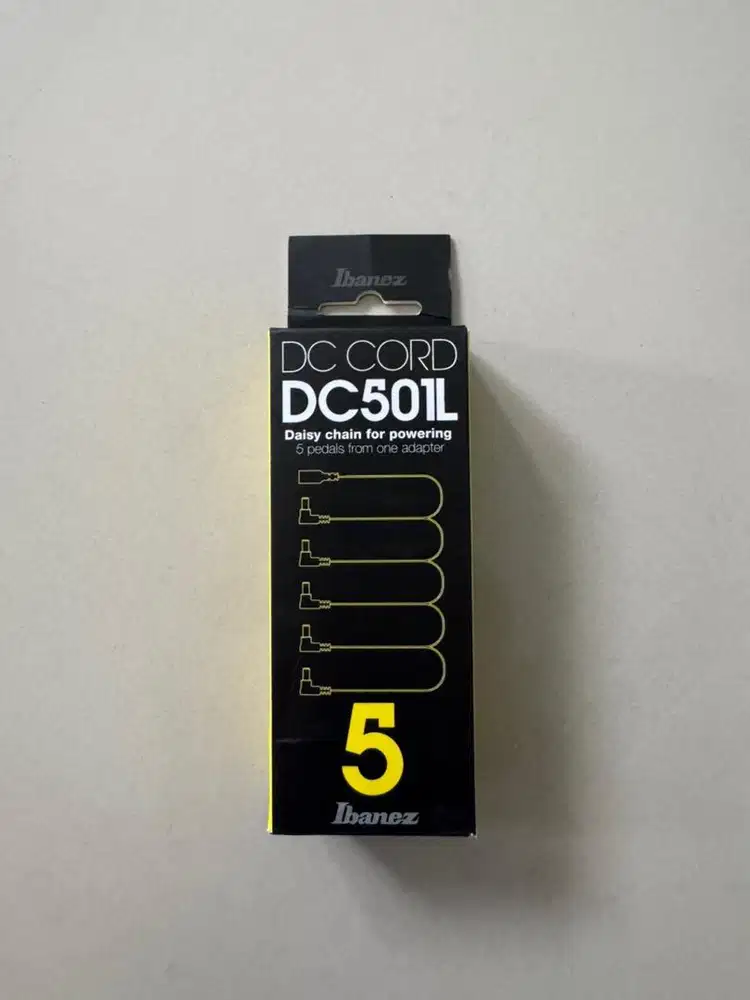 Ibanez
DC CORD
DC501L
Daisy chain for powering
5 pedals from one adapter
5
Ibanez